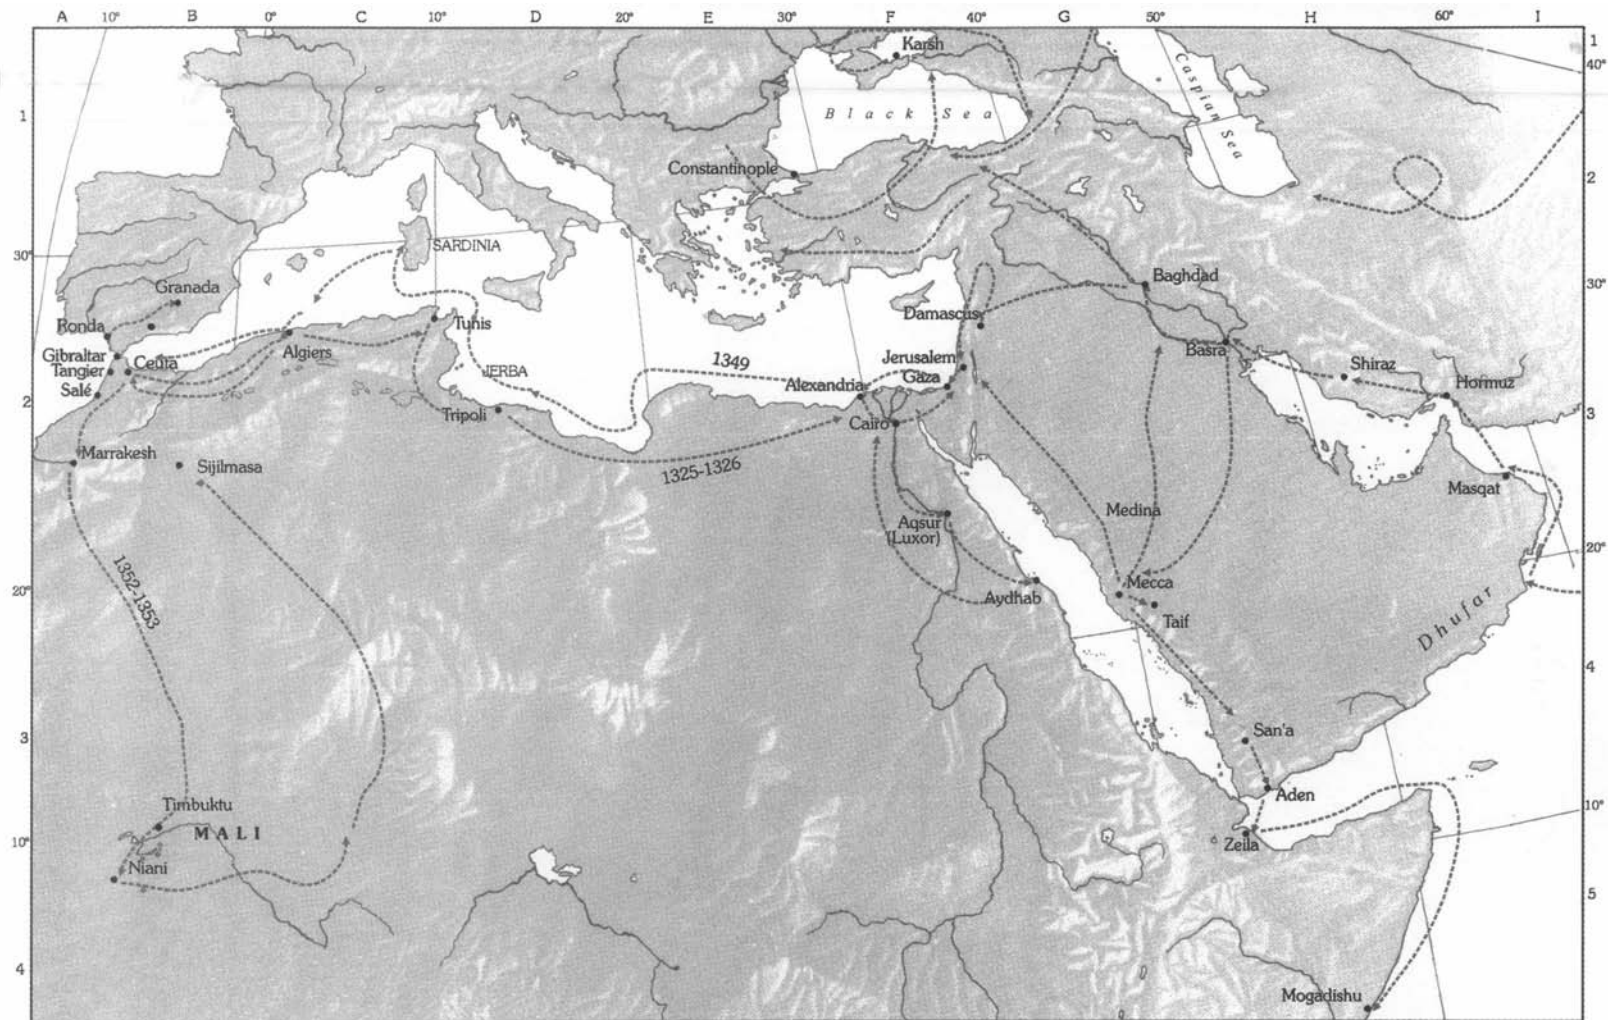 A 10° B 0° C 10° D 20° E 30° F 40° G 50° H 60° I
1
40°
Karsh
Caspian Sea
Black Sea
1
Constantinople
2
SARDINIA
30°
Baghdad
30°
Granada
Damascus
Ronda
Tunis
Algiers
Basra
Gibraltar
Ceuta
Jerusalem
Tangier
1349
Shiraz
JERBA
Gaza
Hormuz
Salé
Alexandria
2
Tripoli
Cairo
3
Marrakesh
Sijilmasa
1325-1326
Masqat
Medina
Aqsur
(Luxor)
20°
1352-1353
Mecca
20°
Aydhab
Taif
Dhufar
4
San'a
3
Aden
Timbuktu
10°
MALI
10°
Zeila
Niani
5
4
Mogadishu